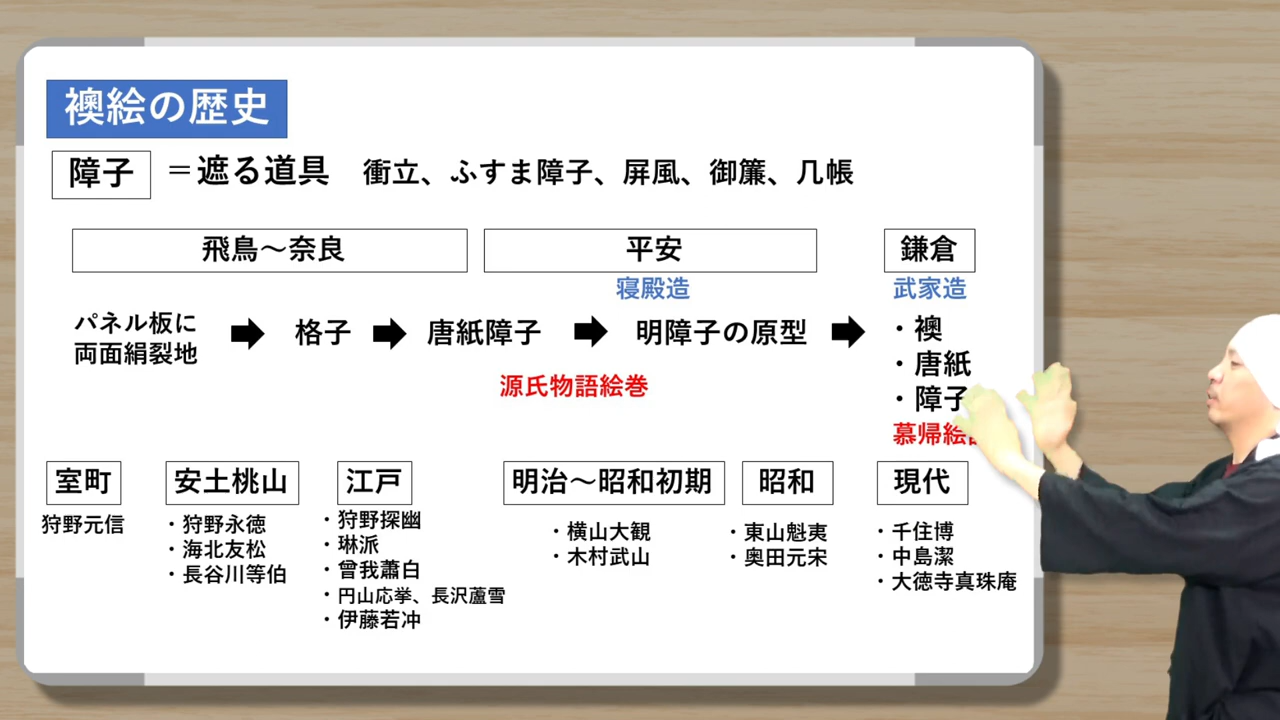 襖絵の歴史
障子 ＝遮る道具 衝立、ふすま障子、屏風、御簾、几帳
飛鳥〜奈良 平安 鎌倉
寝殿造 武家造
パネル板に
両面絹裂地
格子 唐紙障子 明障子の原型
・襖
・唐紙
・障子
源氏物語絵巻
慕帰絵
室町
狩野元信
安土桃山
・狩野永徳
・海北友松
・長谷川等伯
江戸
・狩野探幽
・琳派
・曾我蕭白
・円山応挙、長沢蘆雪
・伊藤若冲
明治〜昭和初期
・横山大観
・木村武山
昭和
・東山魁夷
・奥田元宋
現代
・千住博
・中島潔
・大徳寺真珠庵